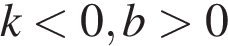 k < 0, b > 0